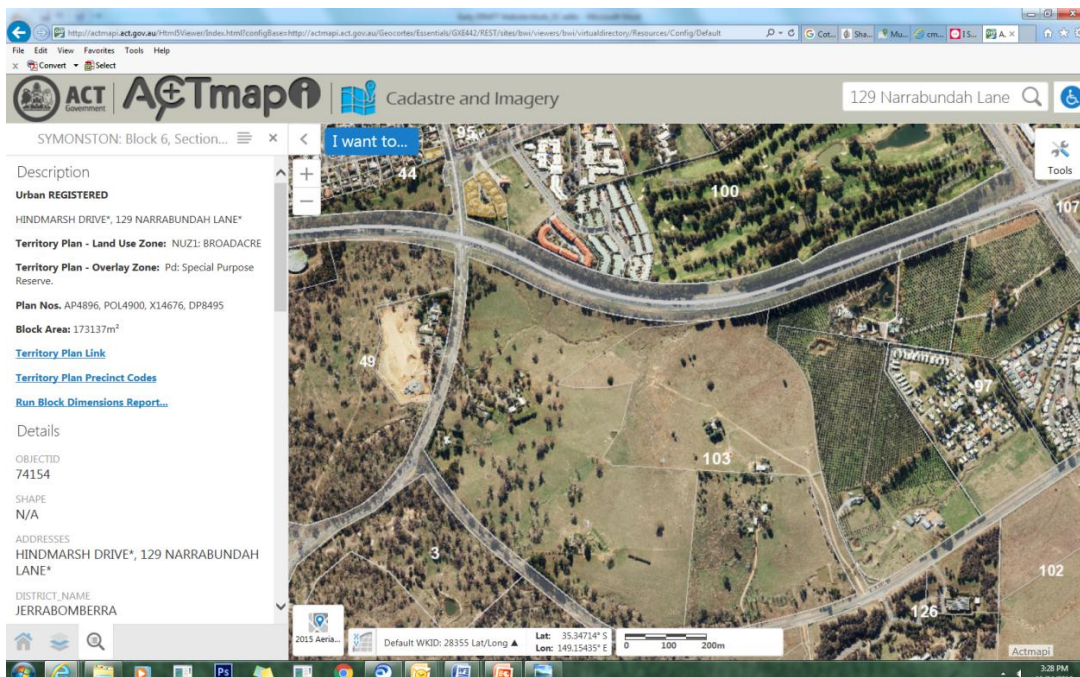 http://actmapi.act.gov.au/Html5Viewer/Index.html?configBase=http://actmapi.act.gov.au/Geocortex/Essentials/GXE442/REST/sites/bwi/viewers/bwi/virtualdirectory/Resources/Config/Default
Cot... Sha... Mu... cm... I S... A.
File Edit View Favorites Tools Help
x Convert Select
ACT Government ACTmapi Cadastre and Imagery 129 Narrabundah Lane
SYMONSTON: Block 6, Section...
I want to...
Tools
Description
Urban REGISTERED
HINDMARSH DRIVE*, 129 NARRABUNDAH LANE*
Territory Plan - Land Use Zone: NUZ1: BROADACRE
Territory Plan - Overlay Zone: Pd: Special Purpose
Reserve.
Plan Nos. AP4896, POL4900, X14676, DP8495
Block Area: 173137m²
Territory Plan Link
Territory Plan Precinct Codes
Run Block Dimensions Report...
Details
OBJECTID
74154
SHAPE
N/A
ADDRESSES
HINDMARSH DRIVE*, 129 NARRABUNDAH
LANE*
DISTRICT_NAME
JERRABOMBERRA
95
44
100
107
49
97
103
3
102
126
2015 Aeria...
Default WKID: 28355 Lat/Long ▲
Lat: 35.34714° S
Lon: 149.15435° E
0 100 200m
Actmapi
Ps
3:28 PM